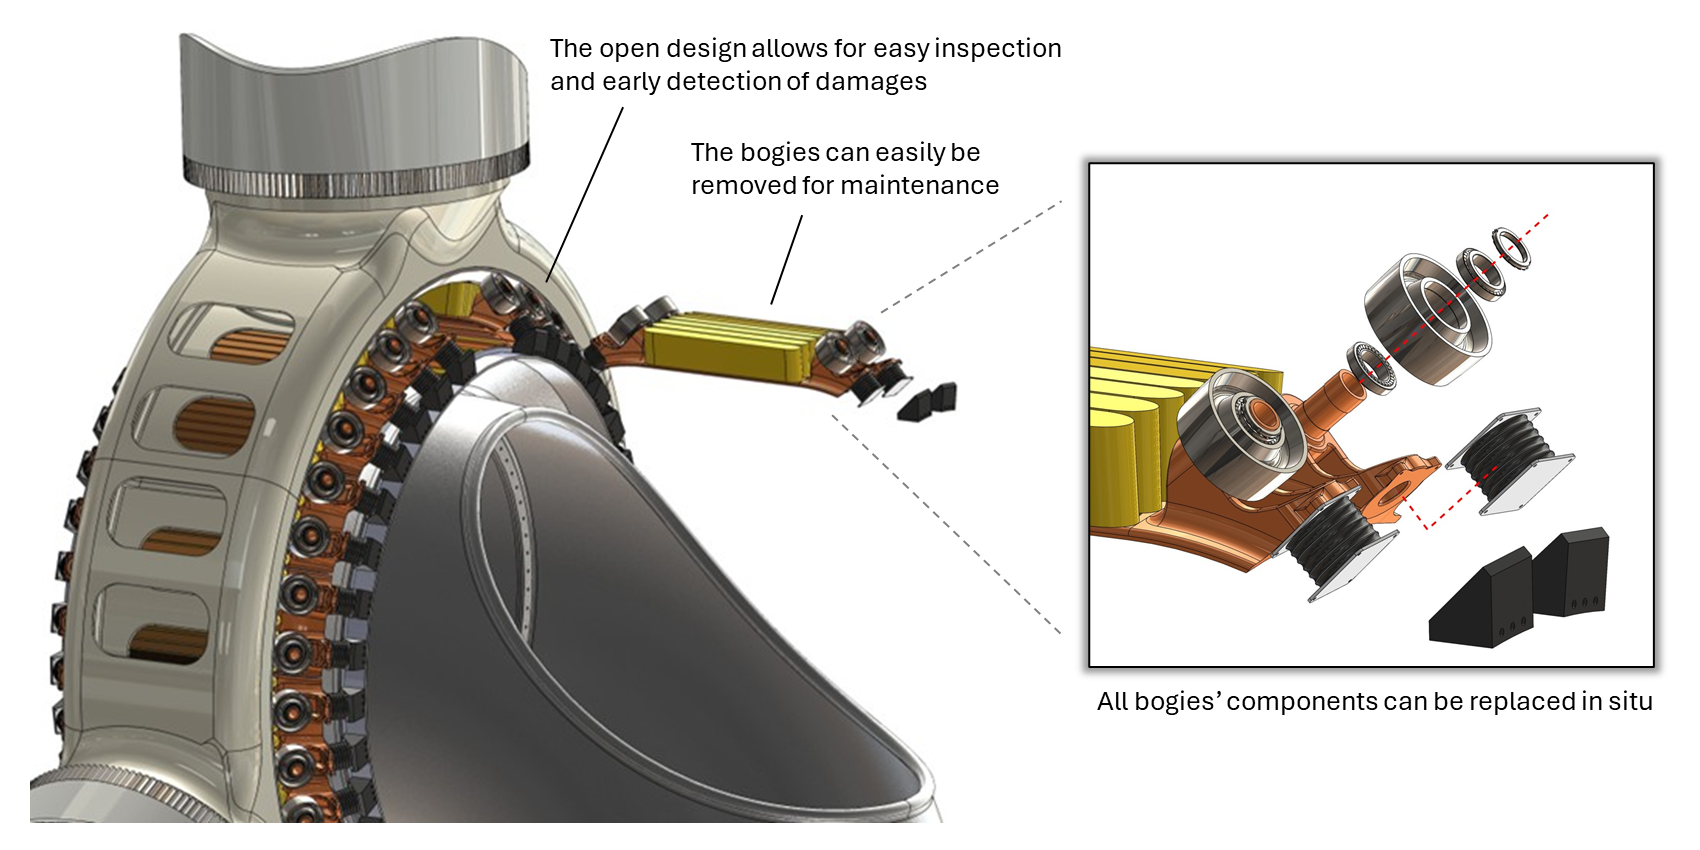 The open design allows for easy inspection
and early detection of damages
The bogies can easily be
removed for maintenance
All bogies’ components can be replaced in situ